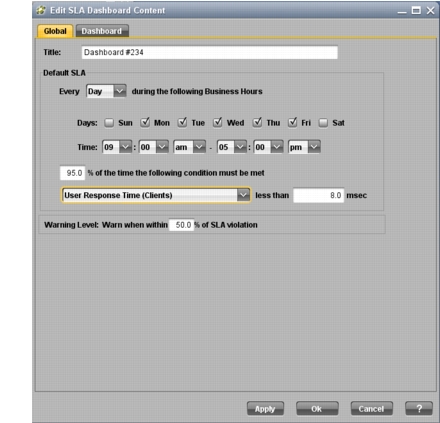 Edit SLA Dashboard Content
Global Dashboard
Title: Dashboard #234
Default SLA
Every Day during the following Business Hours
Days: Sun Mon Tue Wed Thu Fri Sat
Time: 09 : 00 am - 05 : 00 pm
95.0 % of the time the following condition must be met
User Response Time (Clients) less than 8.0 msec
Warning Level: Warn when within 50.0 % of SLA violation
Apply Ok Cancel ?